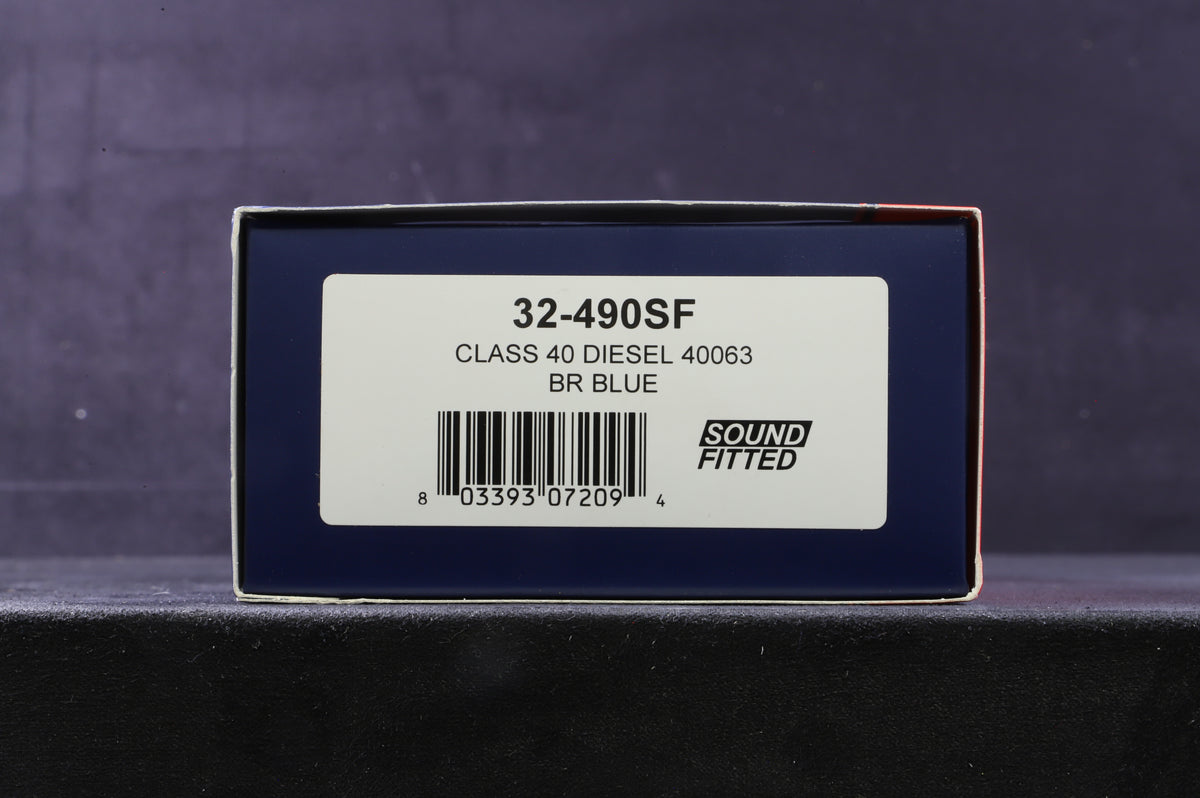 32-490SF
CLASS 40 DIESEL 40063
BR BLUE
SOUND
FITTED
8 03393 07209 4